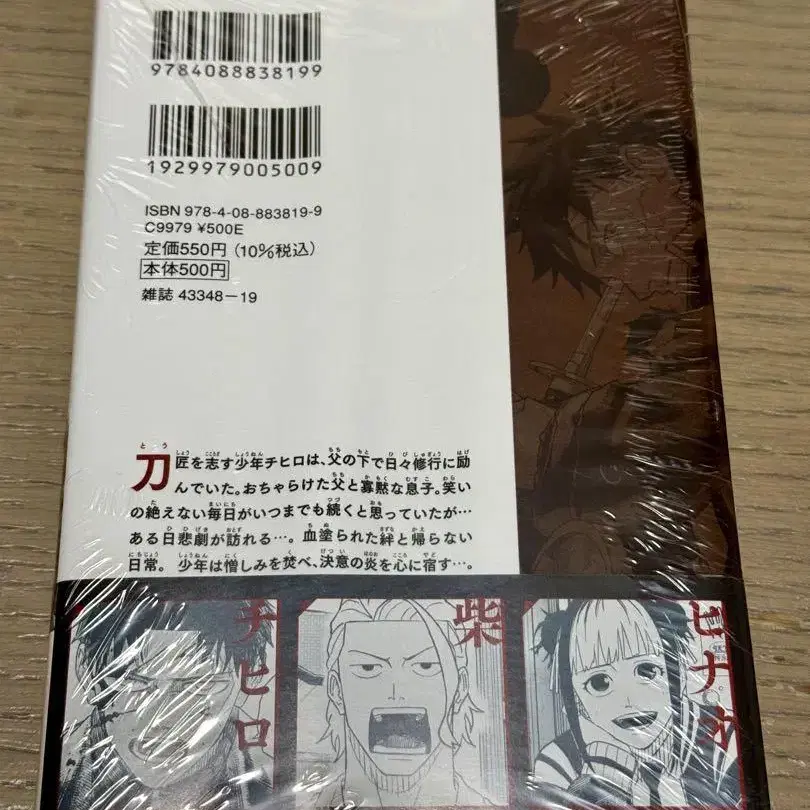 9784088838199
1929979005009
ISBN 978-4-08-883819-9
C9979 ¥500E
定価550円(10%税込)
本体500円
雑誌 43348-19
刀匠を志す少年チヒロは、父の下で日々修行に励
んでいた。おちゃらけた父と寡黙な息子。笑い
の絶えない毎日がいつまでも続くと思っていたが…
ある日悲劇が訪れる…。血塗られた絆と帰らない
日常。少年は憎しみを焚べ、決意の炎を心に宿す…。
チヒロ
柴
ヒナオ